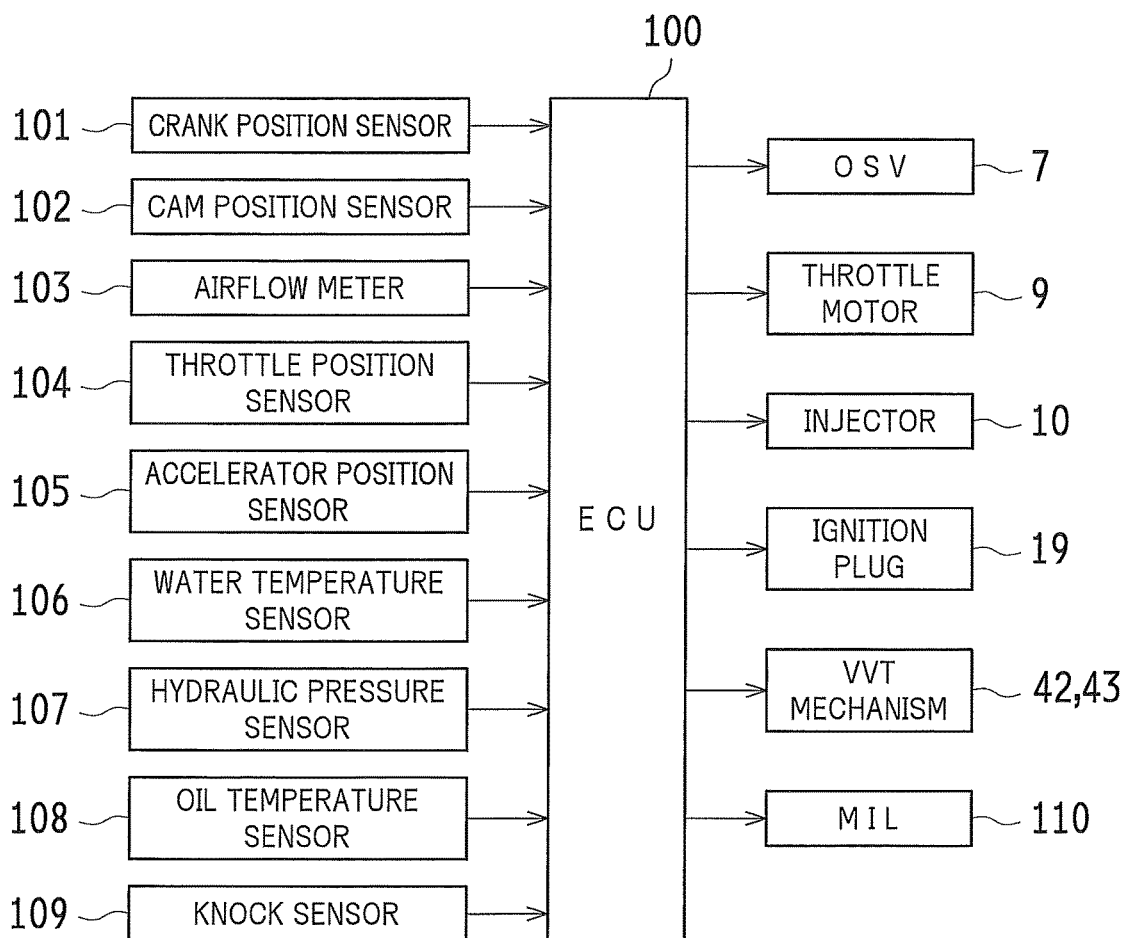 100
101 CRANK POSITION SENSOR
102 CAM POSITION SENSOR
103 AIRFLOW METER
104 THROTTLE POSITION
SENSOR
105 ACCELERATOR POSITION
SENSOR
106 WATER TEMPERATURE
SENSOR
107 HYDRAULIC PRESSURE
SENSOR
108 OIL TEMPERATURE
SENSOR
109 KNOCK SENSOR
E C U
O S V 7
THROTTLE
MOTOR 9
INJECTOR 10
IGNITION
PLUG 19
VVT
MECHANISM 42,43
M I L 110